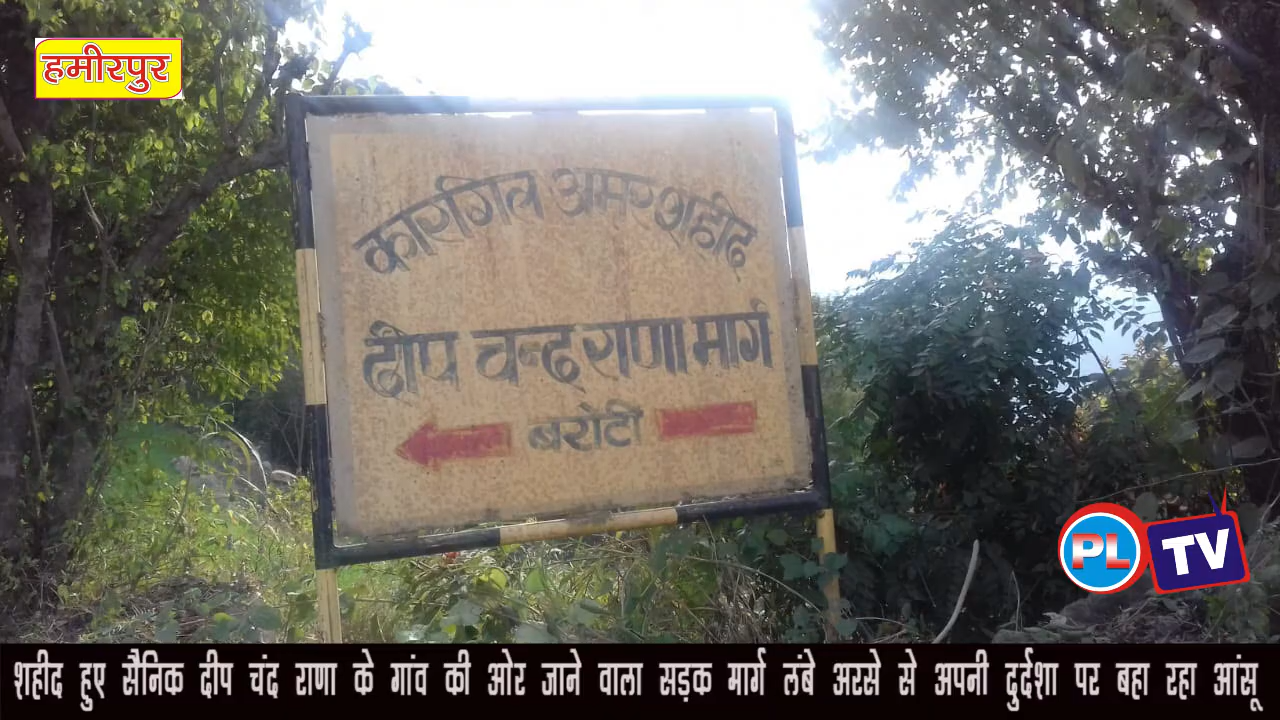 हमीरपुर
कारगिल अमर शहीद
दीप चन्द राणा मार्ग
बरोटी
PL TV
शहीद हुए सैनिक दीप चंद राणा के गांव की ओर जाने वाला सड़क मार्ग लंबे अरसे से अपनी दुर्दशा पर बहा रहा आंसू